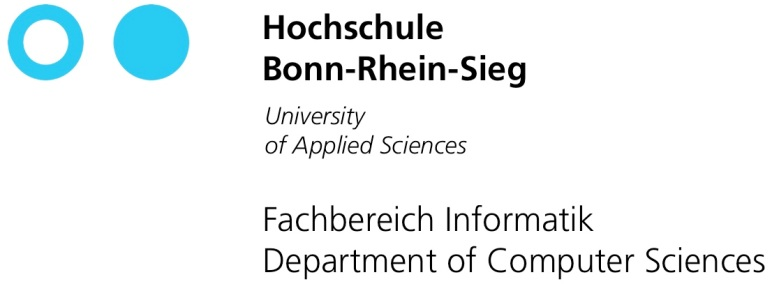 Hochschule
Bonn-Rhein-Sieg
University
of Applied Sciences
Fachbereich Informatik
Department of Computer Sciences